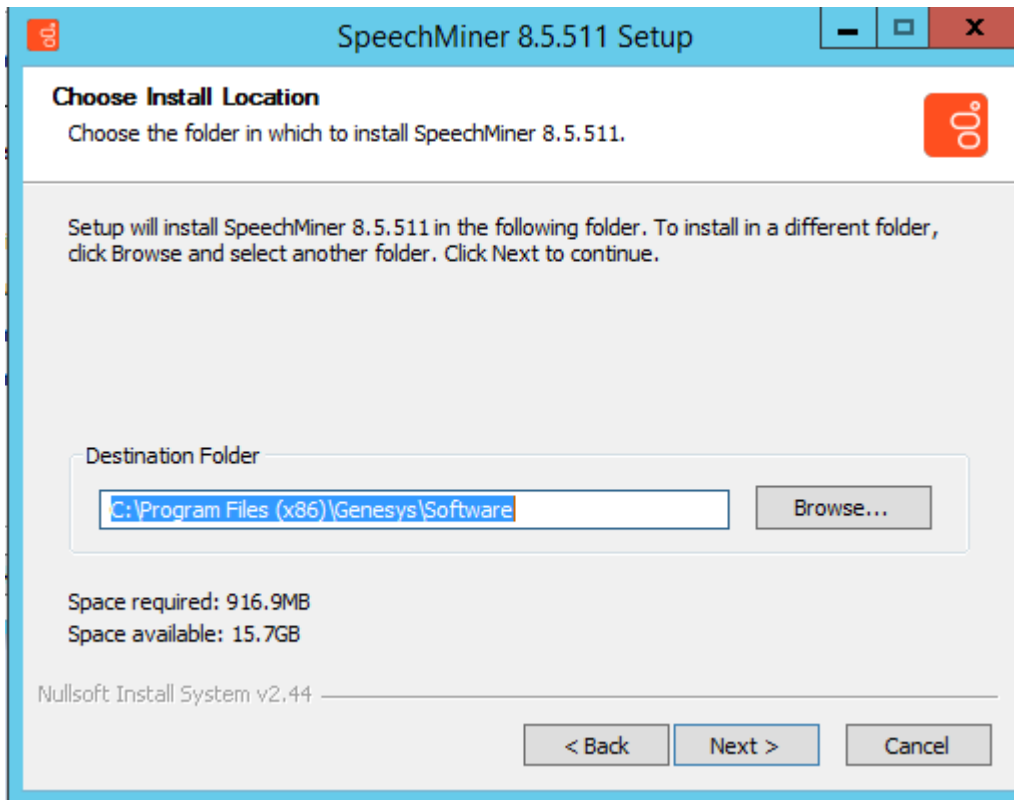 SpeechMiner 8.5.511 Setup
Choose Install Location
Choose the folder in which to install SpeechMiner 8.5.511.
Setup will install SpeechMiner 8.5.511 in the following folder. To install in a different folder,
click Browse and select another folder. Click Next to continue.
Destination Folder
C:\Program Files (x86)\Genesys\Software
Browse...
Space required: 916.9MB
Space available: 15.7GB
Nullsoft Install System v2.44
< Back
Next >
Cancel